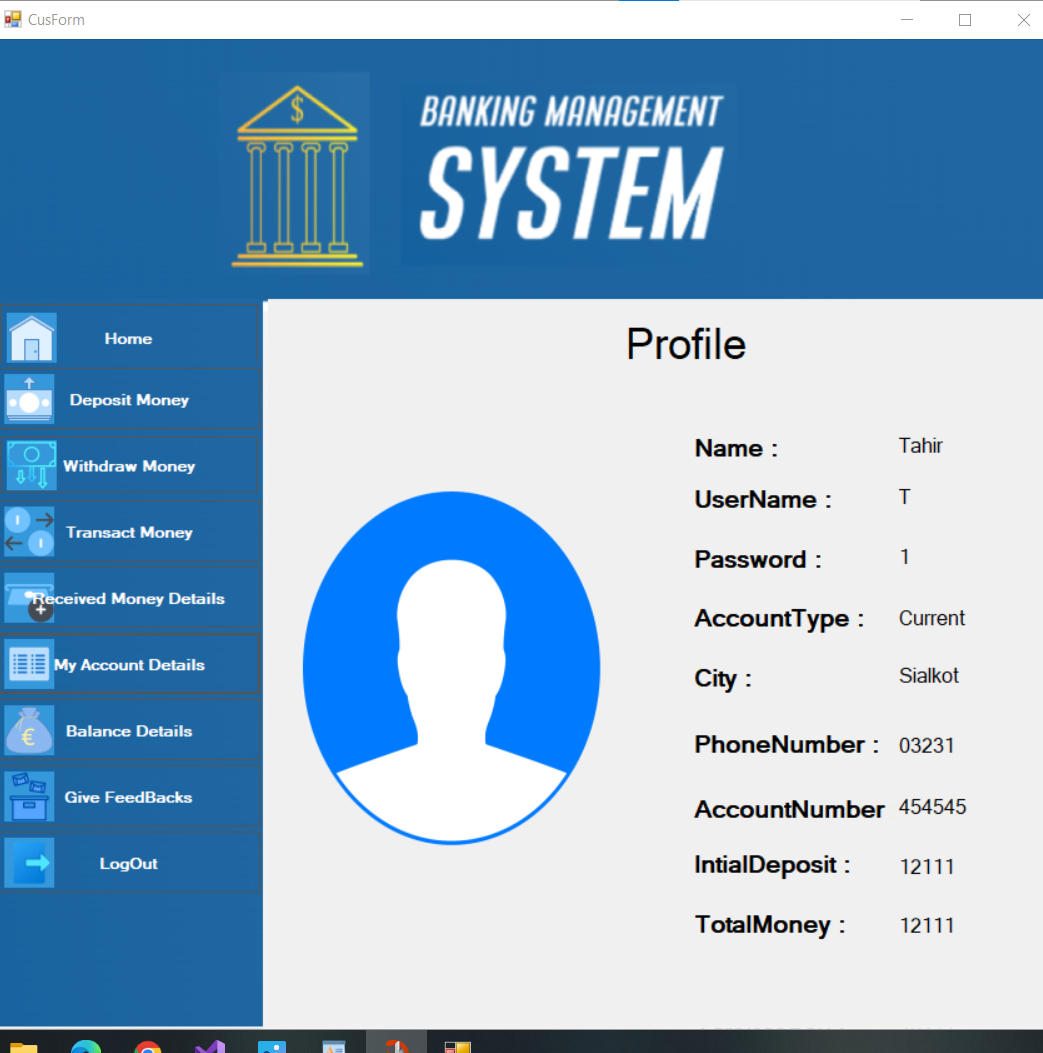 CusForm
$
BANKING MANAGEMENT
SYSTEM
Home
Deposit Money
Withdraw Money
Transact Money
Received Money Details
My Account Details
€
Balance Details
Give FeedBacks
LogOut
Profile
Name : Tahir
UserName : T
Password : 1
AccountType : Current
City : Sialkot
PhoneNumber : 03231
AccountNumber 454545
IntialDeposit : 12111
TotalMoney : 12111